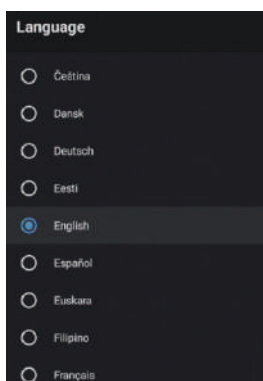 Language
Čeština
Dansk
Deutsch
Eesti
English
Español
Euskara
Filipino
Français